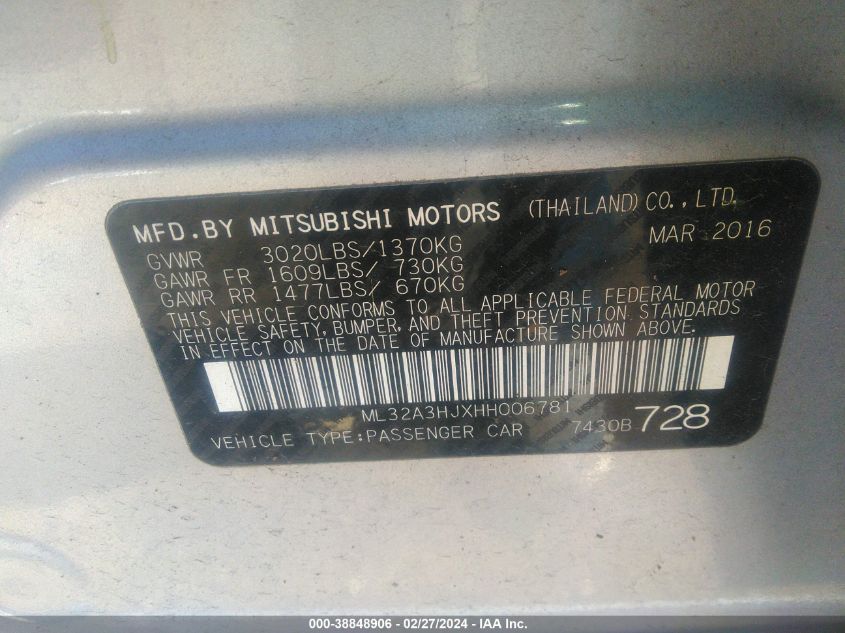 MFD.BY MITSUBISHI MOTORS (THAILAND) CO., LTD.
GVWR 3020LBS/1370KG MAR 2016
GAWR FR 1609LBS/ 730KG
GAWR RR 1477LBS/ 670KG
THIS VEHICLE CONFORMS TO ALL APPLICABLE FEDERAL MOTOR
VEHICLE SAFETY, BUMPER, AND THEFT PREVENTION STANDARDS
IN EFFECT ON THE DATE OF MANUFACTURE SHOWN ABOVE.
ML32A3HJXHH006781
VEHICLE TYPE:PASSENGER CAR 7430B 728
000-38848906 - 02/27/2024 - IAA Inc.